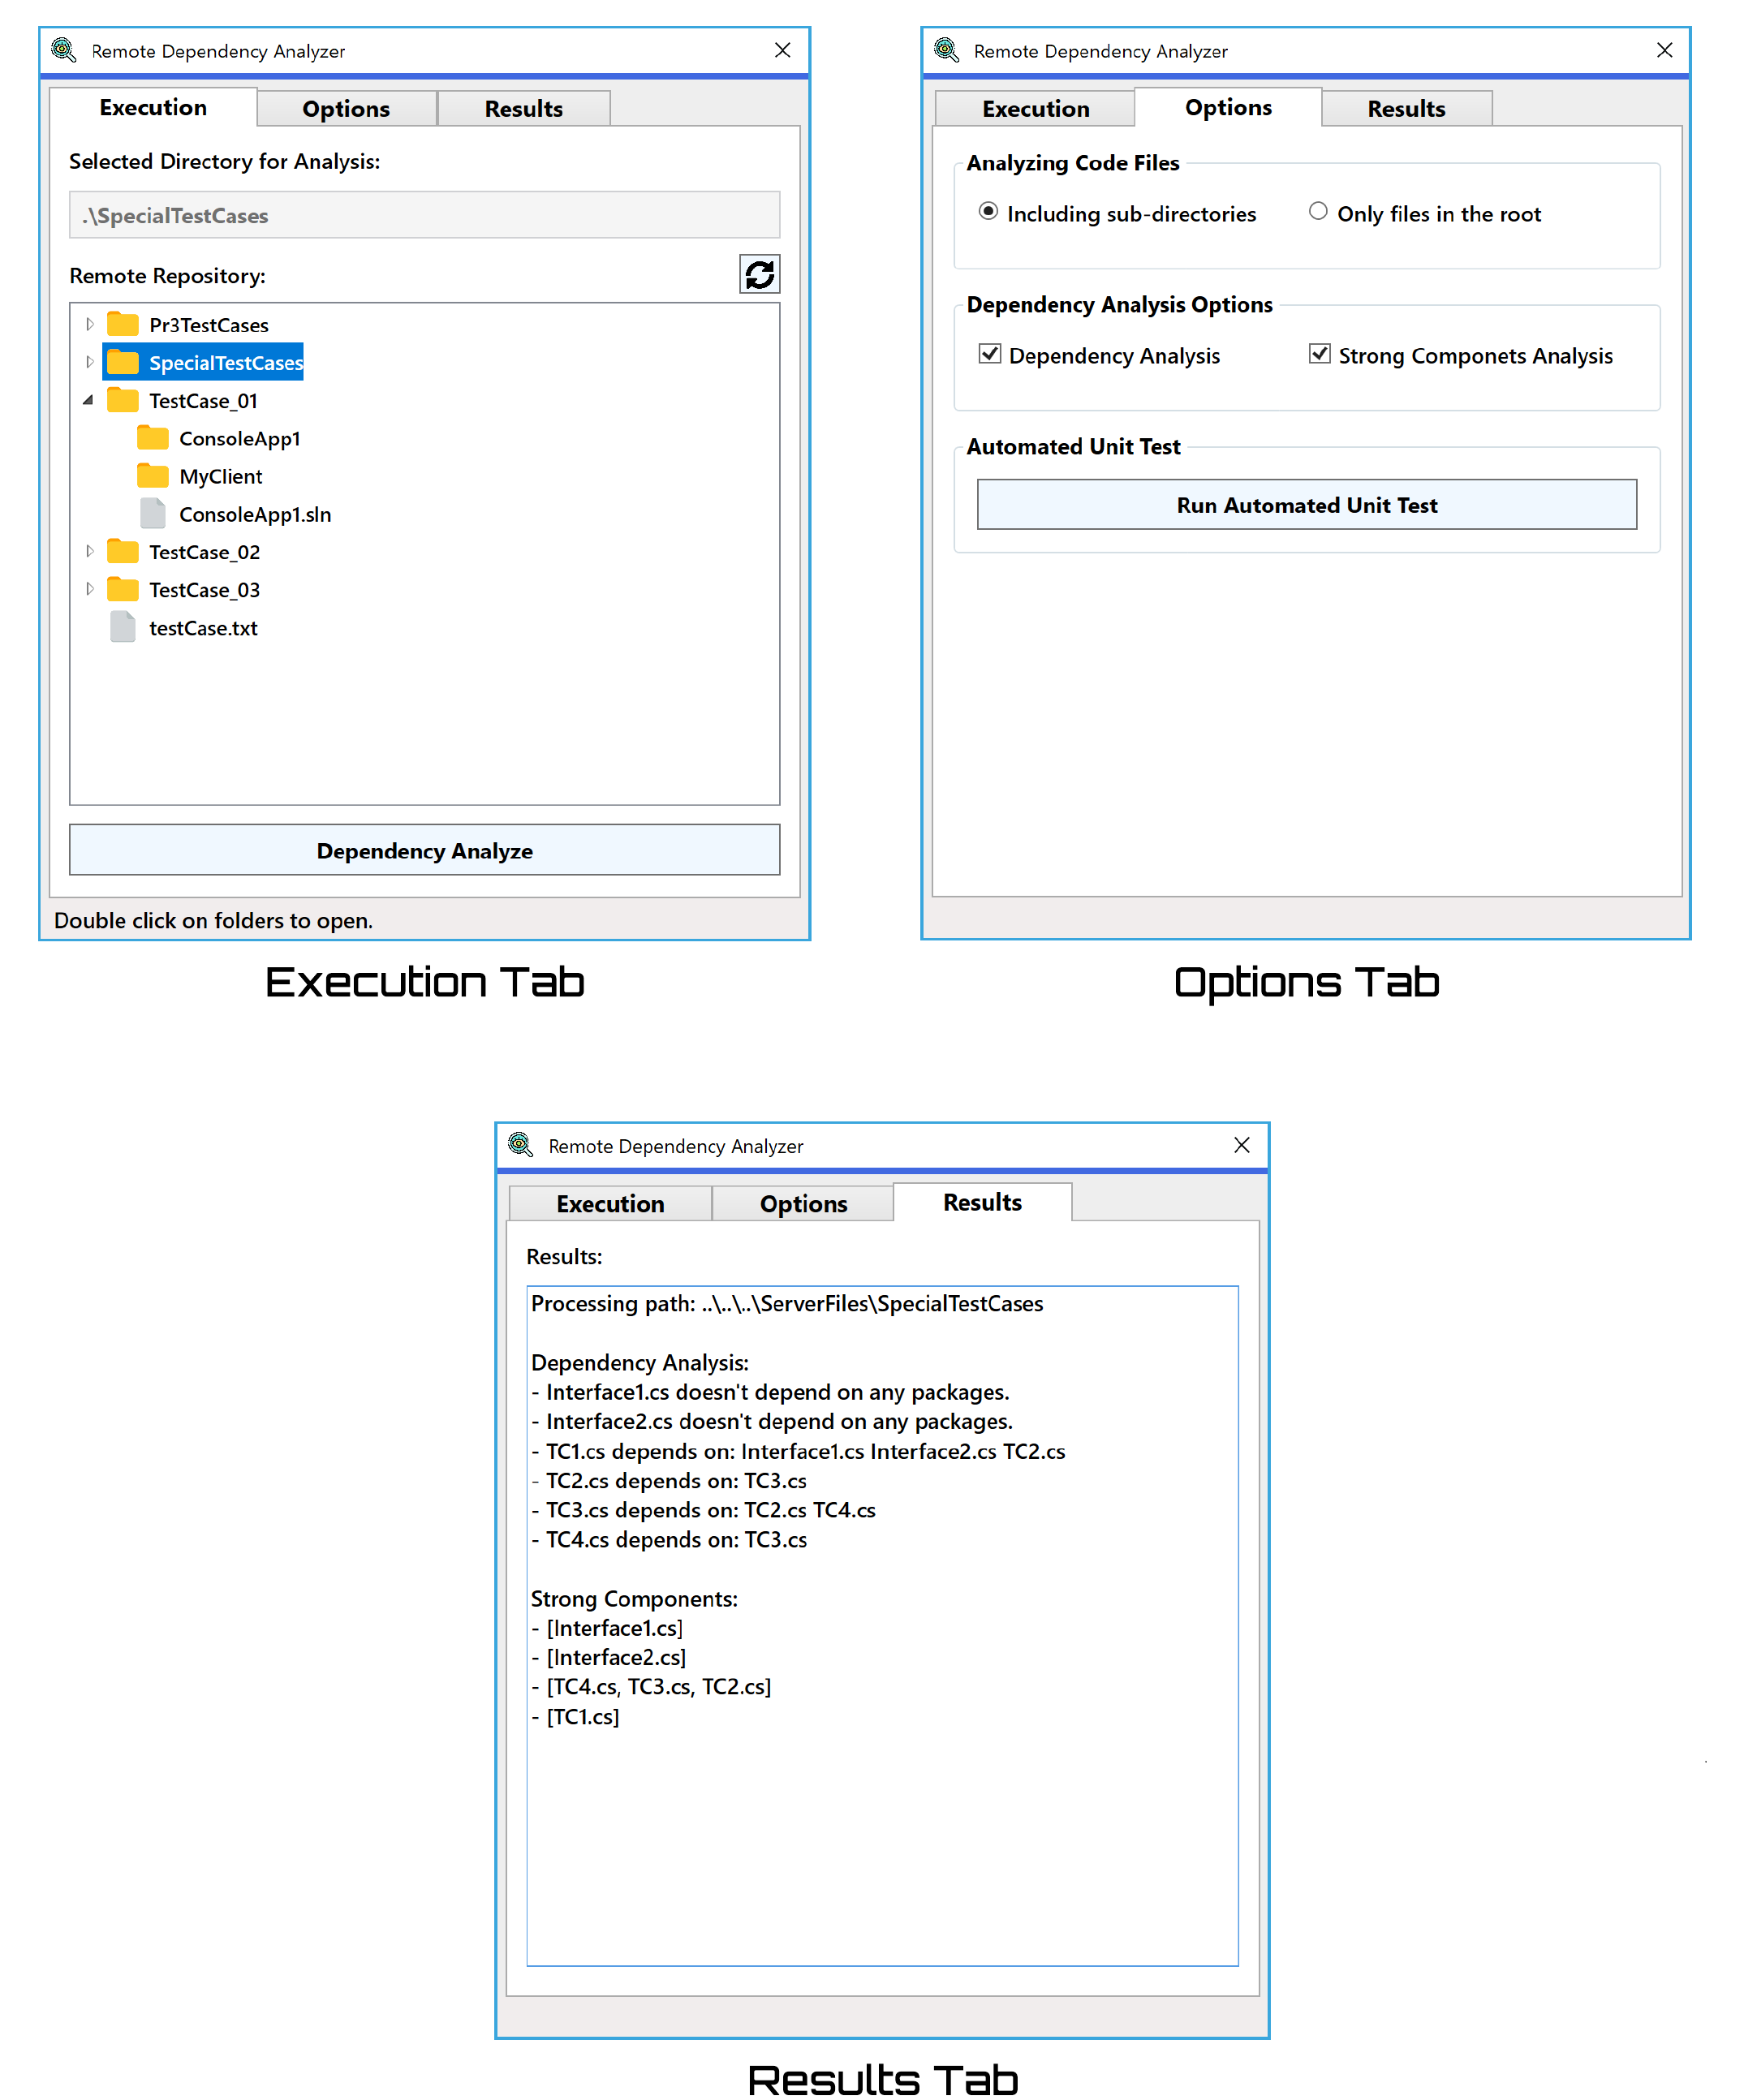 Remote Dependency Analyzer
Execution Options Results
Selected Directory for Analysis:
.\SpecialTestCases
Remote Repository:
Pr3TestCases
SpecialTestCases
TestCase_01
ConsoleApp1
MyClient
ConsoleApp1.sln
TestCase_02
TestCase_03
testCase.txt
Dependency Analyze
Double click on folders to open.
Execution Tab
Remote Dependency Analyzer
Execution Options Results
Analyzing Code Files
Including sub-directories Only files in the root
Dependency Analysis Options
Dependency Analysis Strong Componets Analysis
Automated Unit Test
Run Automated Unit Test
Options Tab
Remote Dependency Analyzer
Execution Options Results
Results:
Processing path: ..\..\..\ServerFiles\SpecialTestCases
Dependency Analysis:
- Interface1.cs doesn't depend on any packages.
- Interface2.cs doesn't depend on any packages.
- TC1.cs depends on: Interface1.cs Interface2.cs TC2.cs
- TC2.cs depends on: TC3.cs
- TC3.cs depends on: TC2.cs TC4.cs
- TC4.cs depends on: TC3.cs
Strong Components:
- [Interface1.cs]
- [Interface2.cs]
- [TC4.cs, TC3.cs, TC2.cs]
- [TC1.cs]
Results Tab